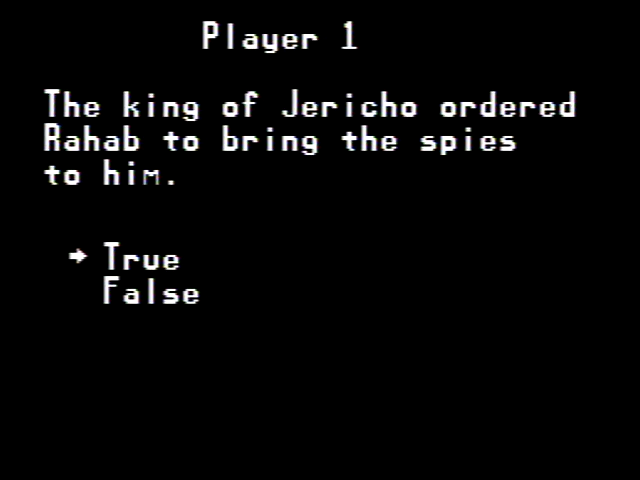 Player 1
The king of Jericho ordered
Rahab to bring the spies
to him.
True
False